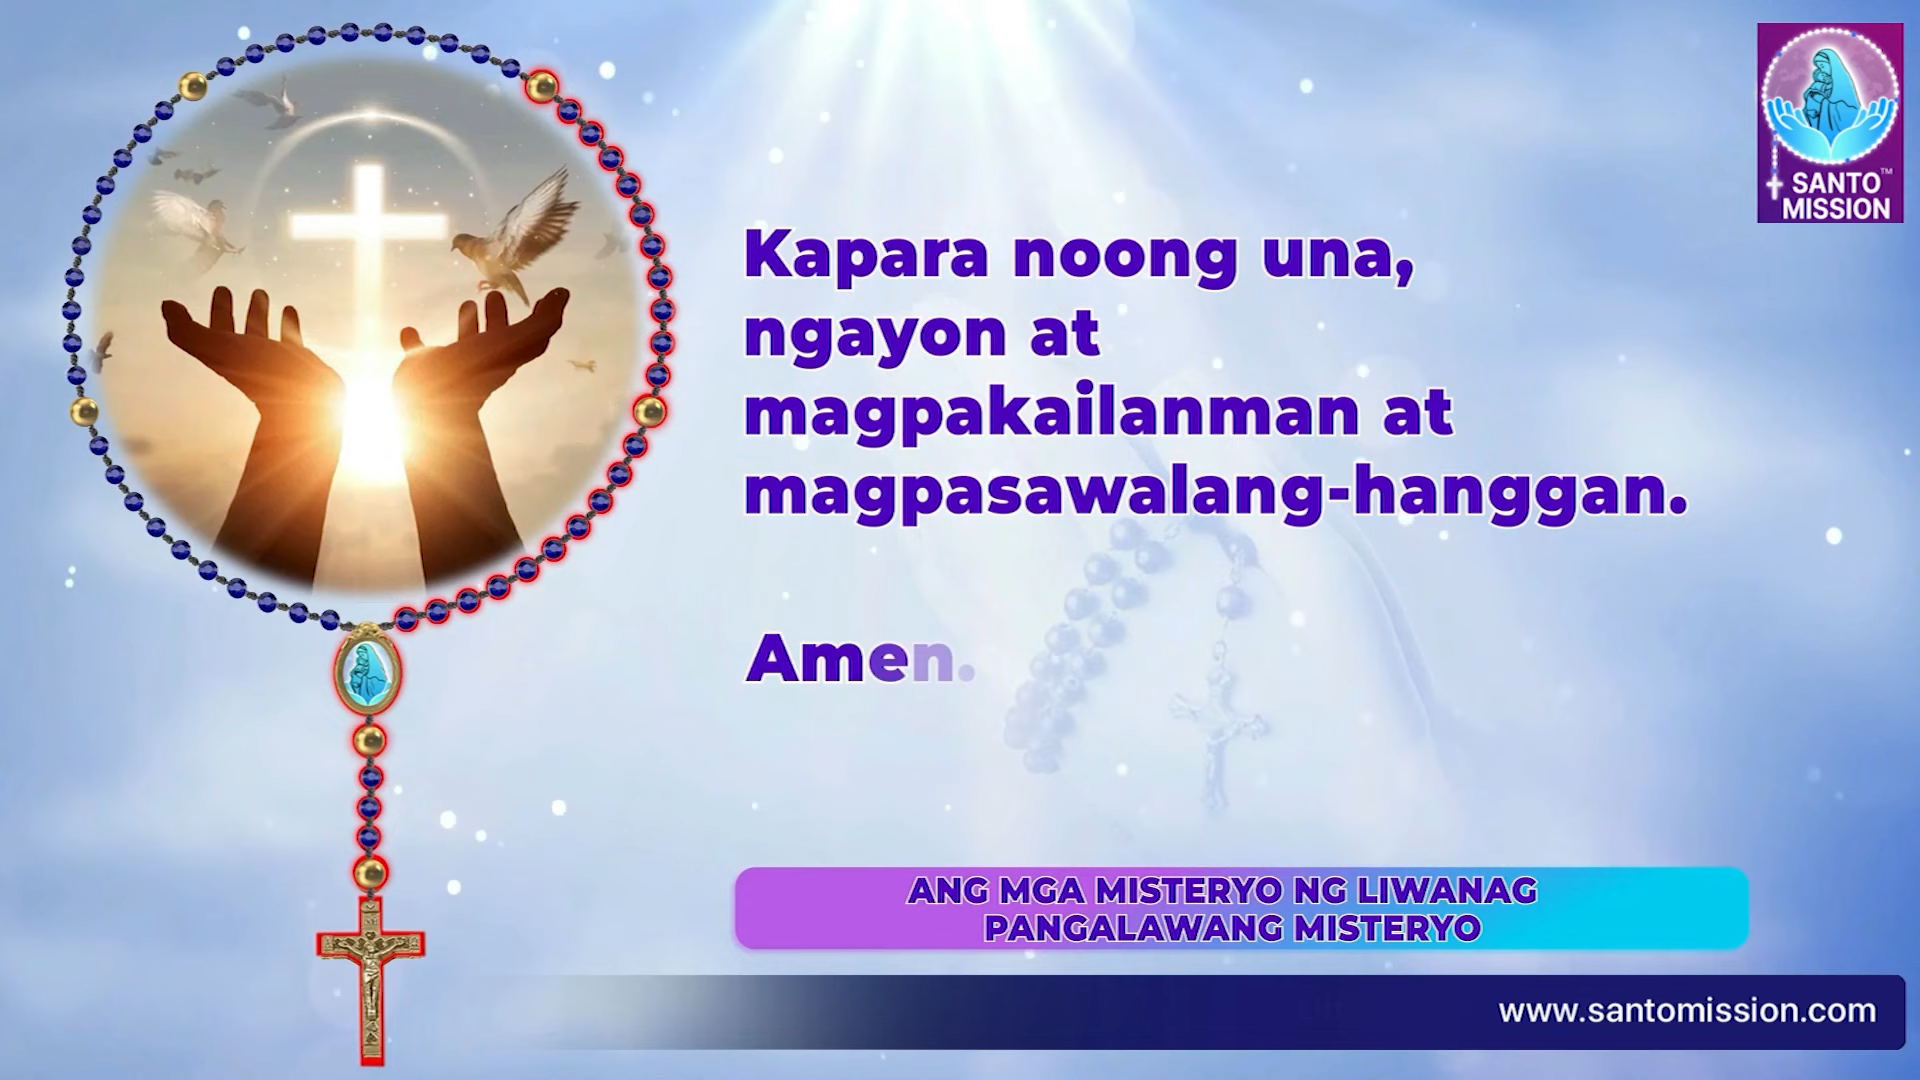 SANTO™
MISSION
Kapara noong una,
ngayon at
magpakailanman at
magpasawalang-hanggan.
Amen.
ANG MGA MISTERYO NG LIWANAG
PANGALAWANG MISTERYO
www.santomission.com